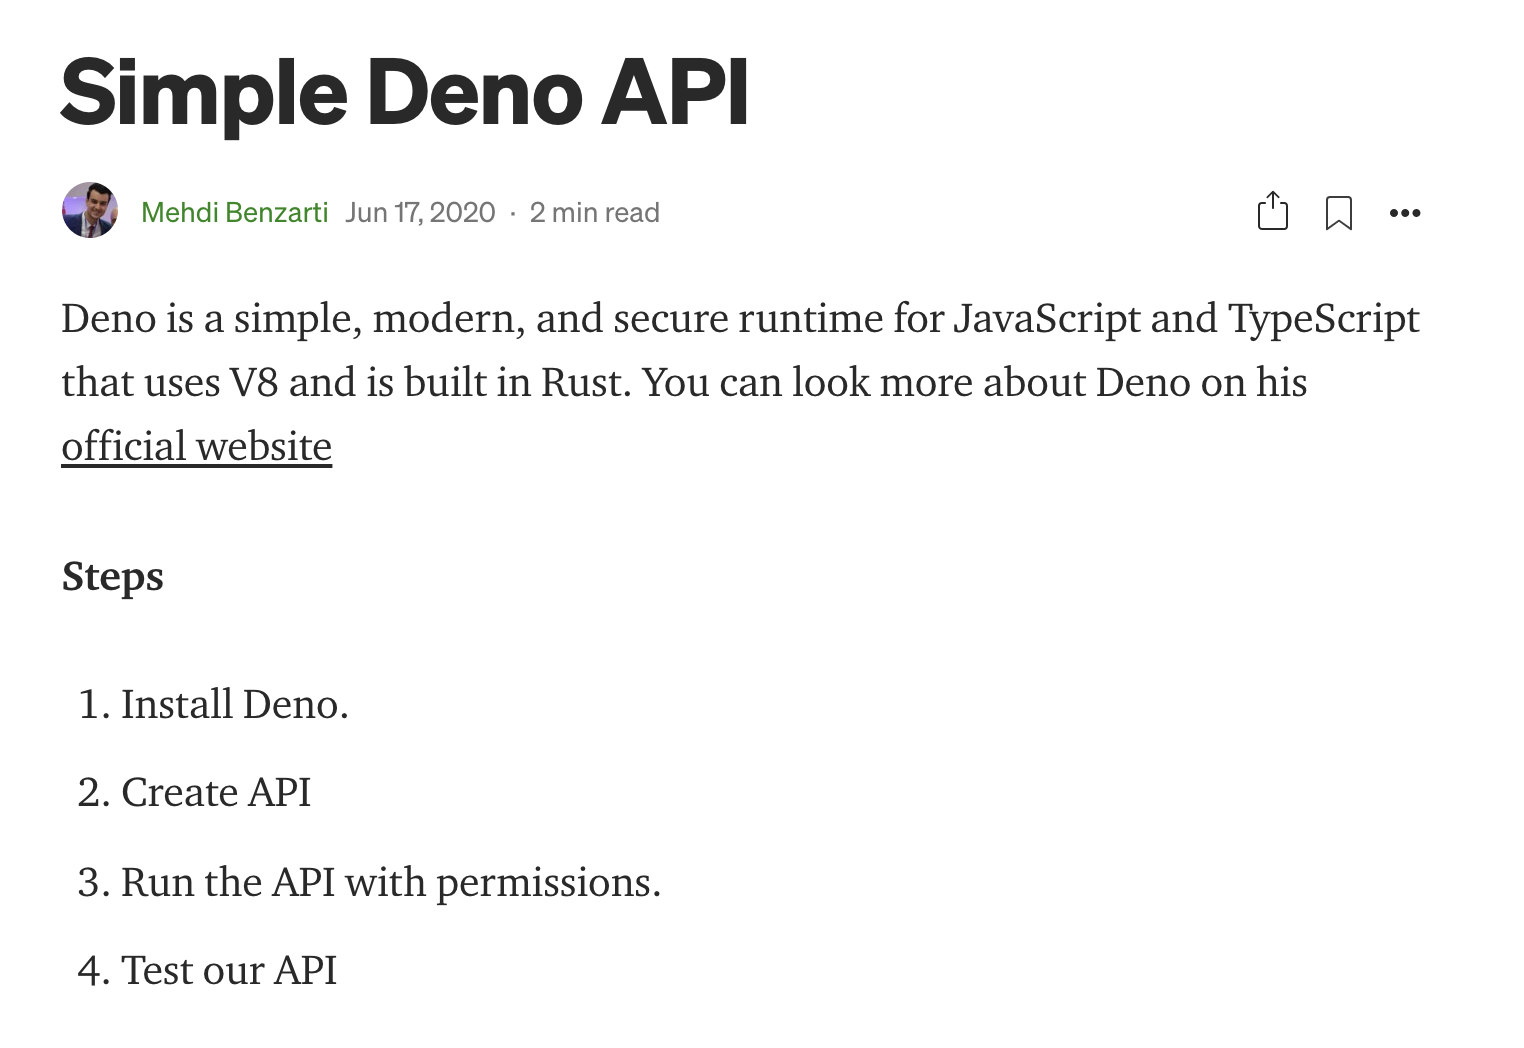 Simple Deno API
Mehdi Benzarti Jun 17, 2020 · 2 min read
Deno is a simple, modern, and secure runtime for JavaScript and TypeScript
that uses V8 and is built in Rust. You can look more about Deno on his
official website
Steps
1. Install Deno.
2. Create API
3. Run the API with permissions.
4. Test our API